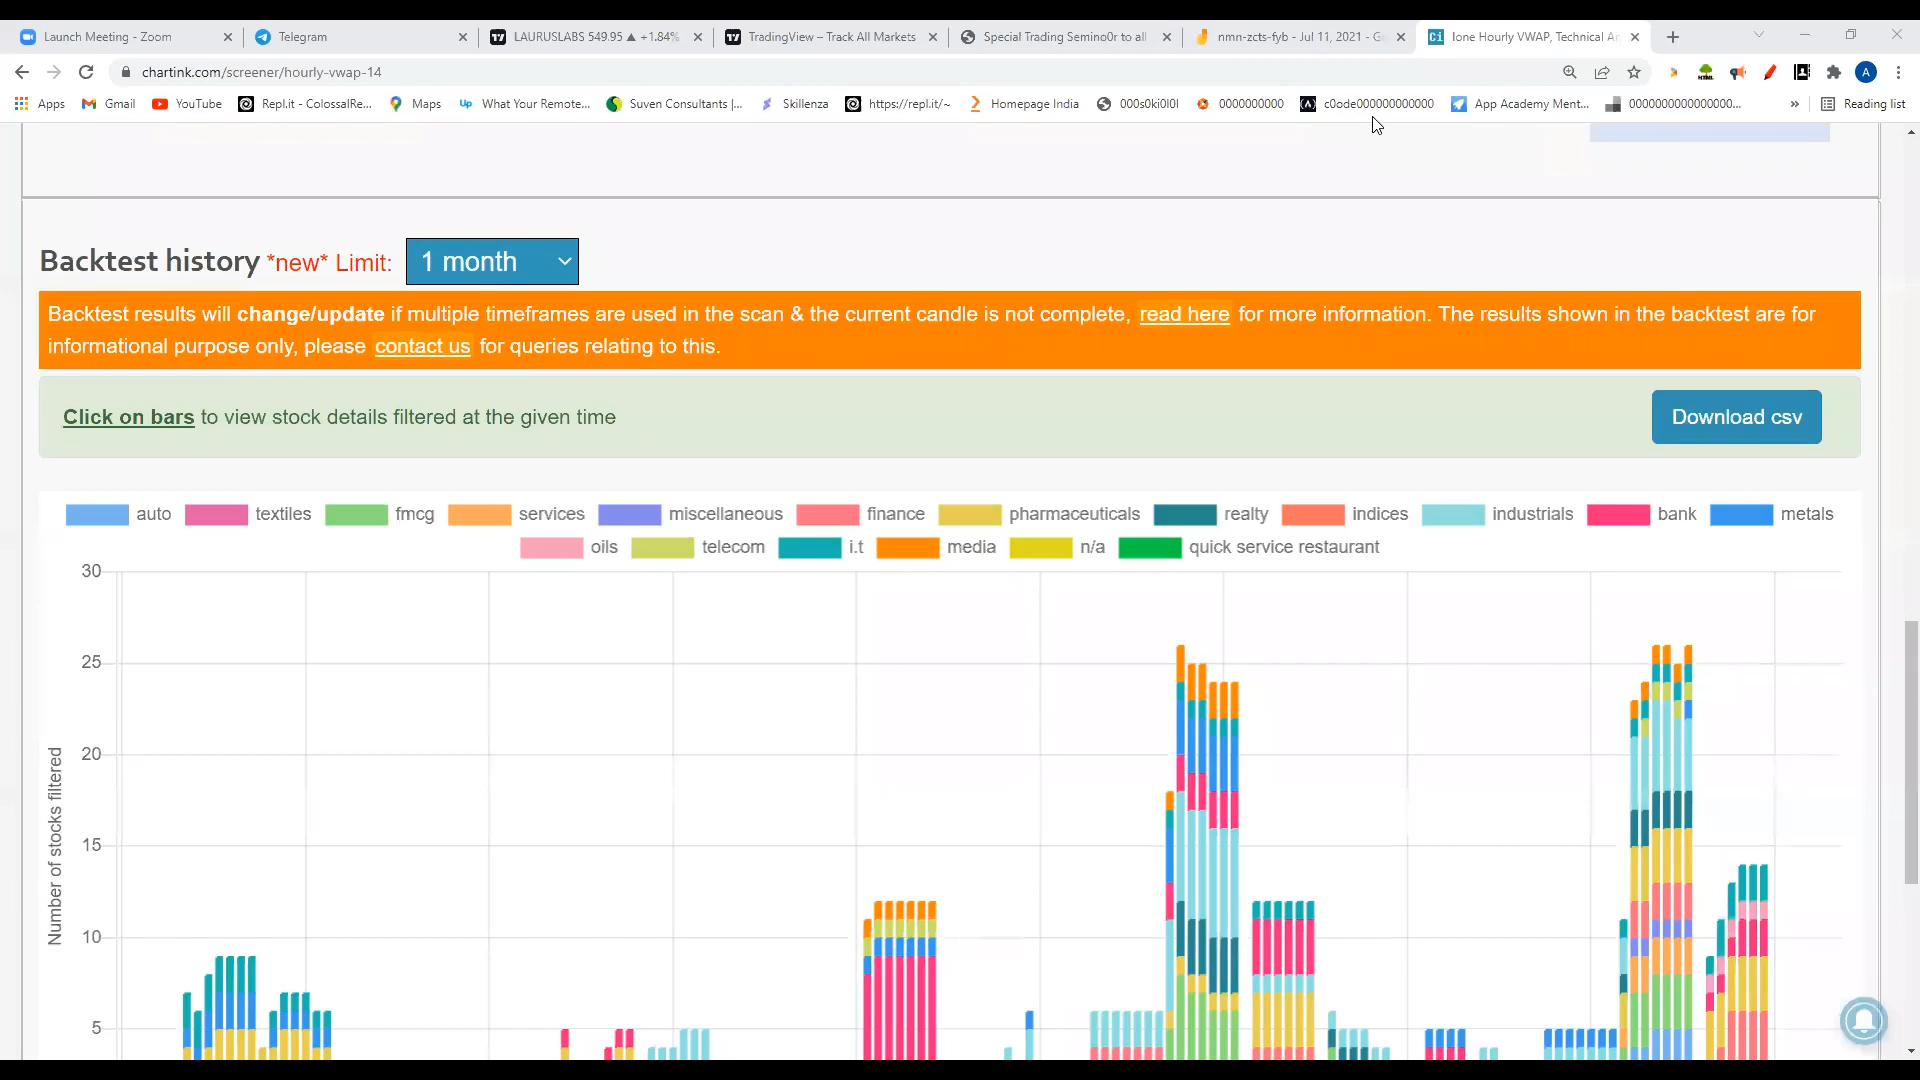 Launch Meeting - Zoom
Telegram
LAURUSLABS 549.95 ▲ +1.84%
TradingView – Track All Markets
Special Trading Semino0r to all
nmn-zcts-fyb - Jul 11, 2021 - G
Ci Ione Hourly VWAP, Technical An
chartink.com/screener/hourly-vwap-14
A
Apps
Gmail
YouTube
Repl.it - ColossalRe...
Maps
Up What Your Remote...
Suven Consultants |...
Skillenza
https://repl.it/~
Homepage India
000s0ki0l0l
0000000000
c0ode000000000000
App Academy Ment...
0000000000000000...
»
Reading list
Backtest history *new* Limit: 1 month
Backtest results will change/update if multiple timeframes are used in the scan & the current candle is not complete, read here for more information. The results shown in the backtest are for
informational purpose only, please contact us for queries relating to this.
Click on bars to view stock details filtered at the given time
Download csv
auto textiles fmcg services miscellaneous finance pharmaceuticals realty indices industrials bank metals
oils telecom i.t media n/a quick service restaurant
30
25
20
15
10
5
Number of stocks filtered